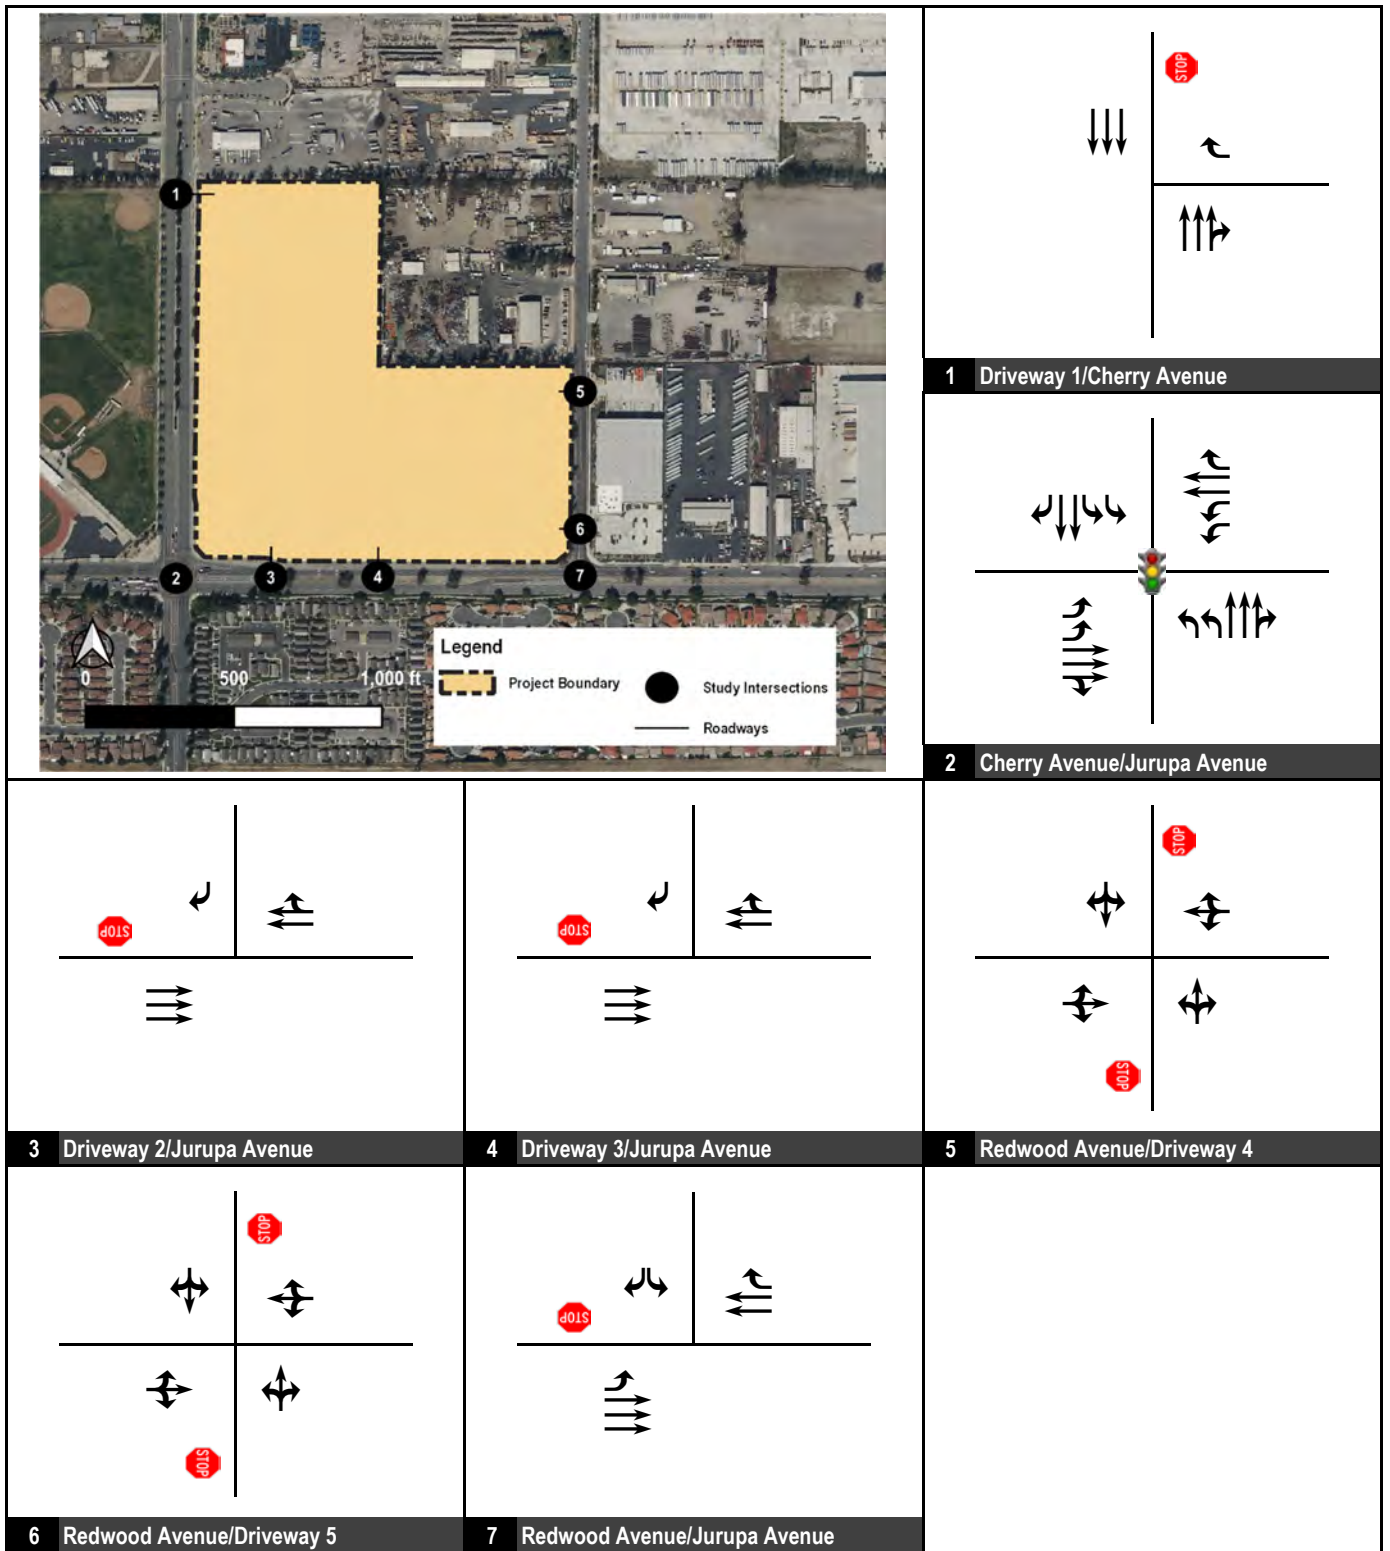 1
2
3
4
5
6
7
0
500
1,000 ft
Legend
Project Boundary
Study Intersections
Roadways
STOP
1 Driveway 1/Cherry Avenue
2 Cherry Avenue/Jurupa Avenue
STOP
3 Driveway 2/Jurupa Avenue
STOP
4 Driveway 3/Jurupa Avenue
STOP
STOP
5 Redwood Avenue/Driveway 4
STOP
STOP
6 Redwood Avenue/Driveway 5
STOP
7 Redwood Avenue/Jurupa Avenue